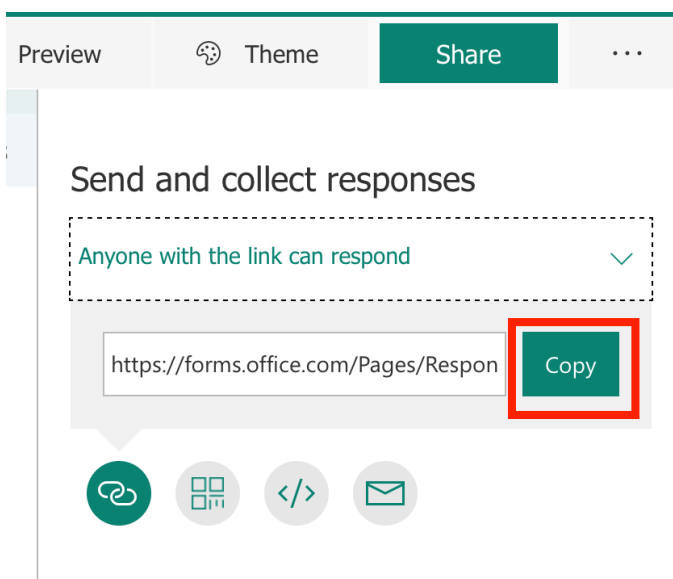 Preview Theme Share ...
Send and collect responses
Anyone with the link can respond
https://forms.office.com/Pages/Respon Copy